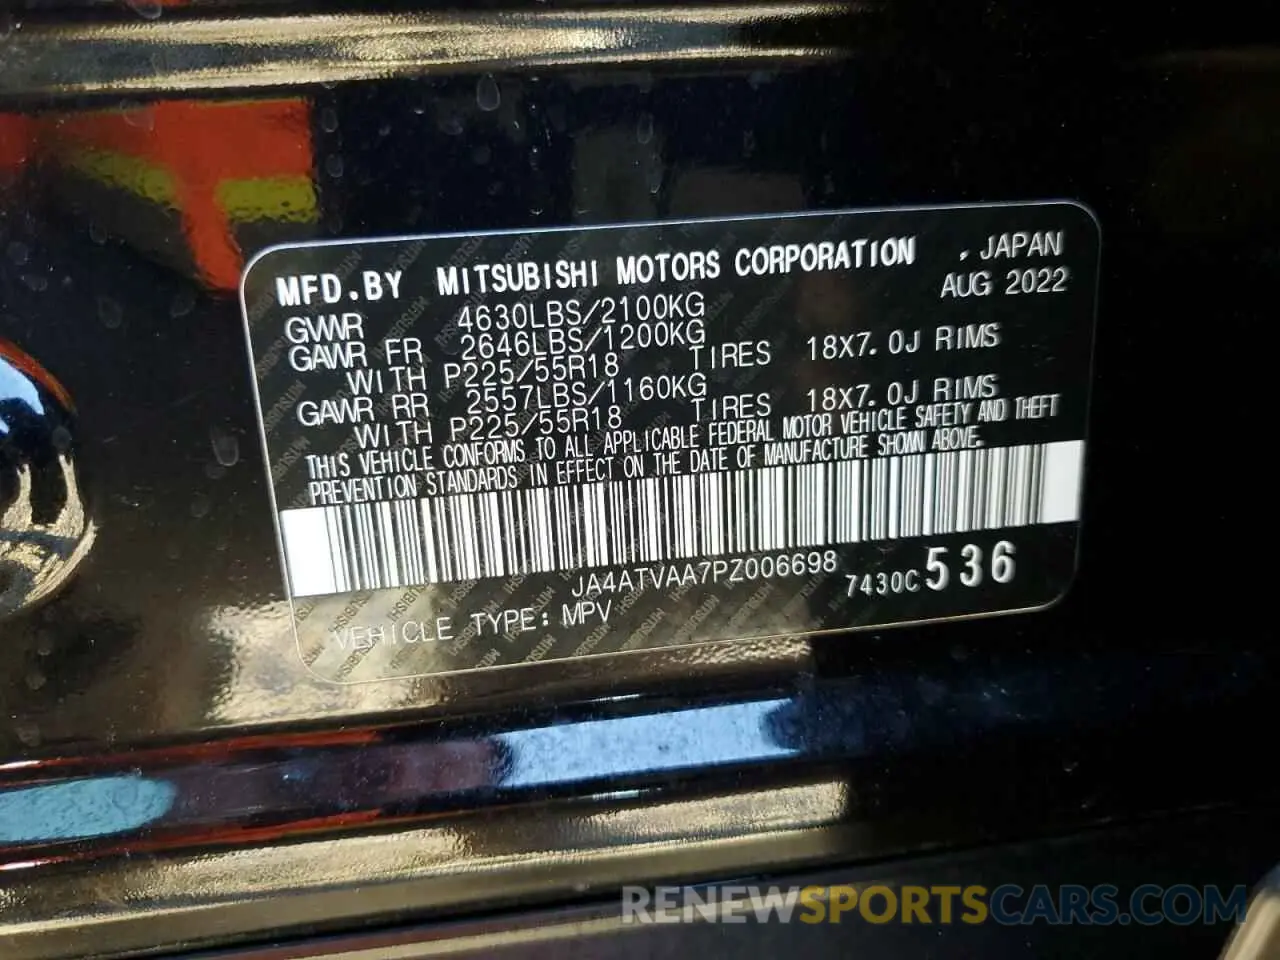 MFD.BY MITSUBISHI MOTORS CORPORATION , JAPAN
AUG 2022
GVWR 4630LBS/2100KG
GAWR FR 2646LBS/1200KG
WITH P225/55R18 TIRES 18X7.0J RIMS
GAWR RR 2557LBS/1160KG
WITH P225/55R18 TIRES 18X7.0J RIMS
THIS VEHICLE CONFORMS TO ALL APPLICABLE FEDERAL MOTOR VEHICLE SAFETY AND THEFT
PREVENTION STANDARDS IN EFFECT ON THE DATE OF MANUFACTURE SHOWN ABOVE.
JA4ATVAA7PZ006698 7430C 536
VEHICLE TYPE: MPV
RENEWSPORTSCARS.COM